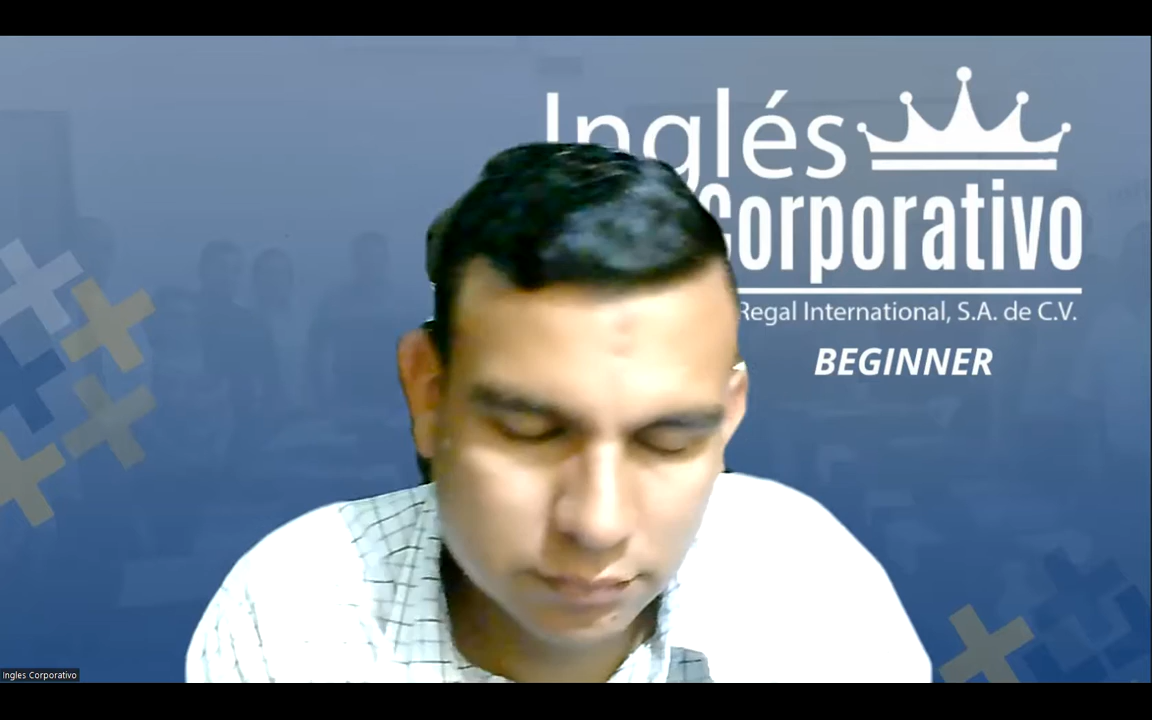 Inglés
Corporativo
Regal International, S.A. de C.V.
BEGINNER
Ingles Corporativo